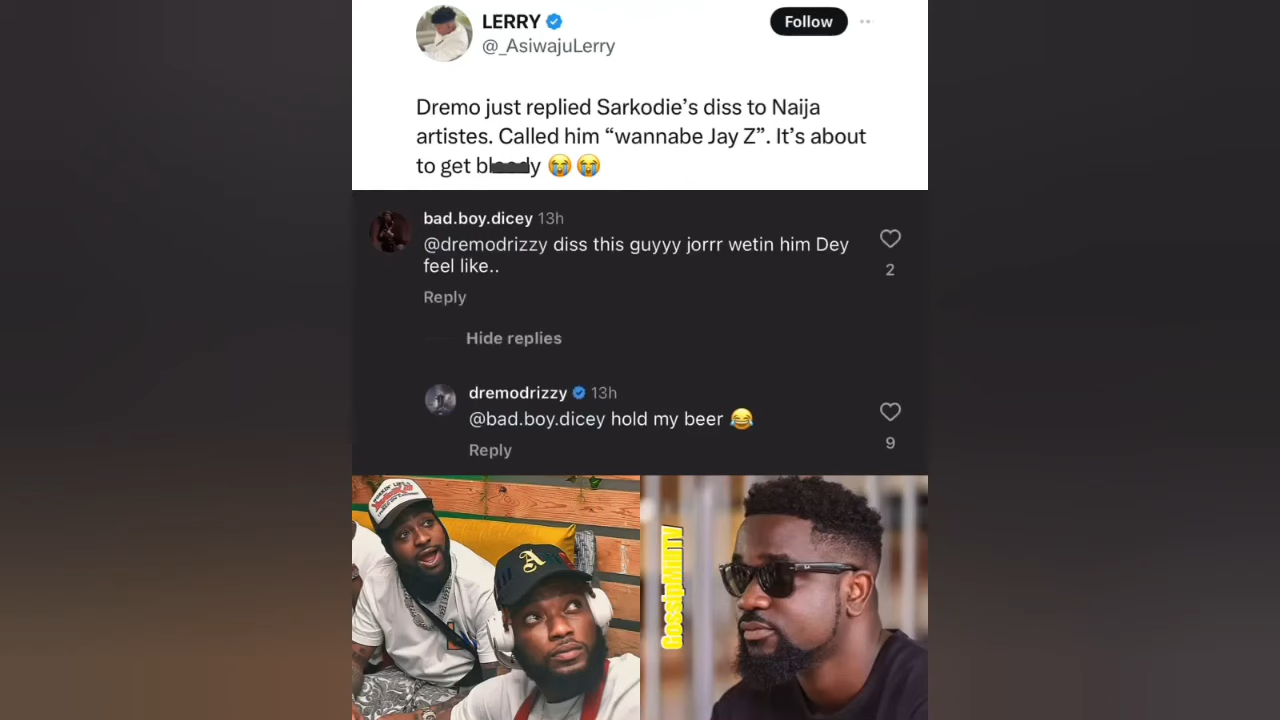 LERRY
Follow
@_AsiwajuLerry
Dremo just replied Sarkodie’s diss to Naija
artistes. Called him “wannabe Jay Z”. It’s about
to get bl y 😭😭
bad.boy.dicey 13h
@dremodrizzy diss this guyyy jorrr wetin him Dey
feel like..
2
Reply
Hide replies
dremodrizzy 13h
@bad.boy.dicey hold my beer 😂
9
Reply
A
GossipMillTV